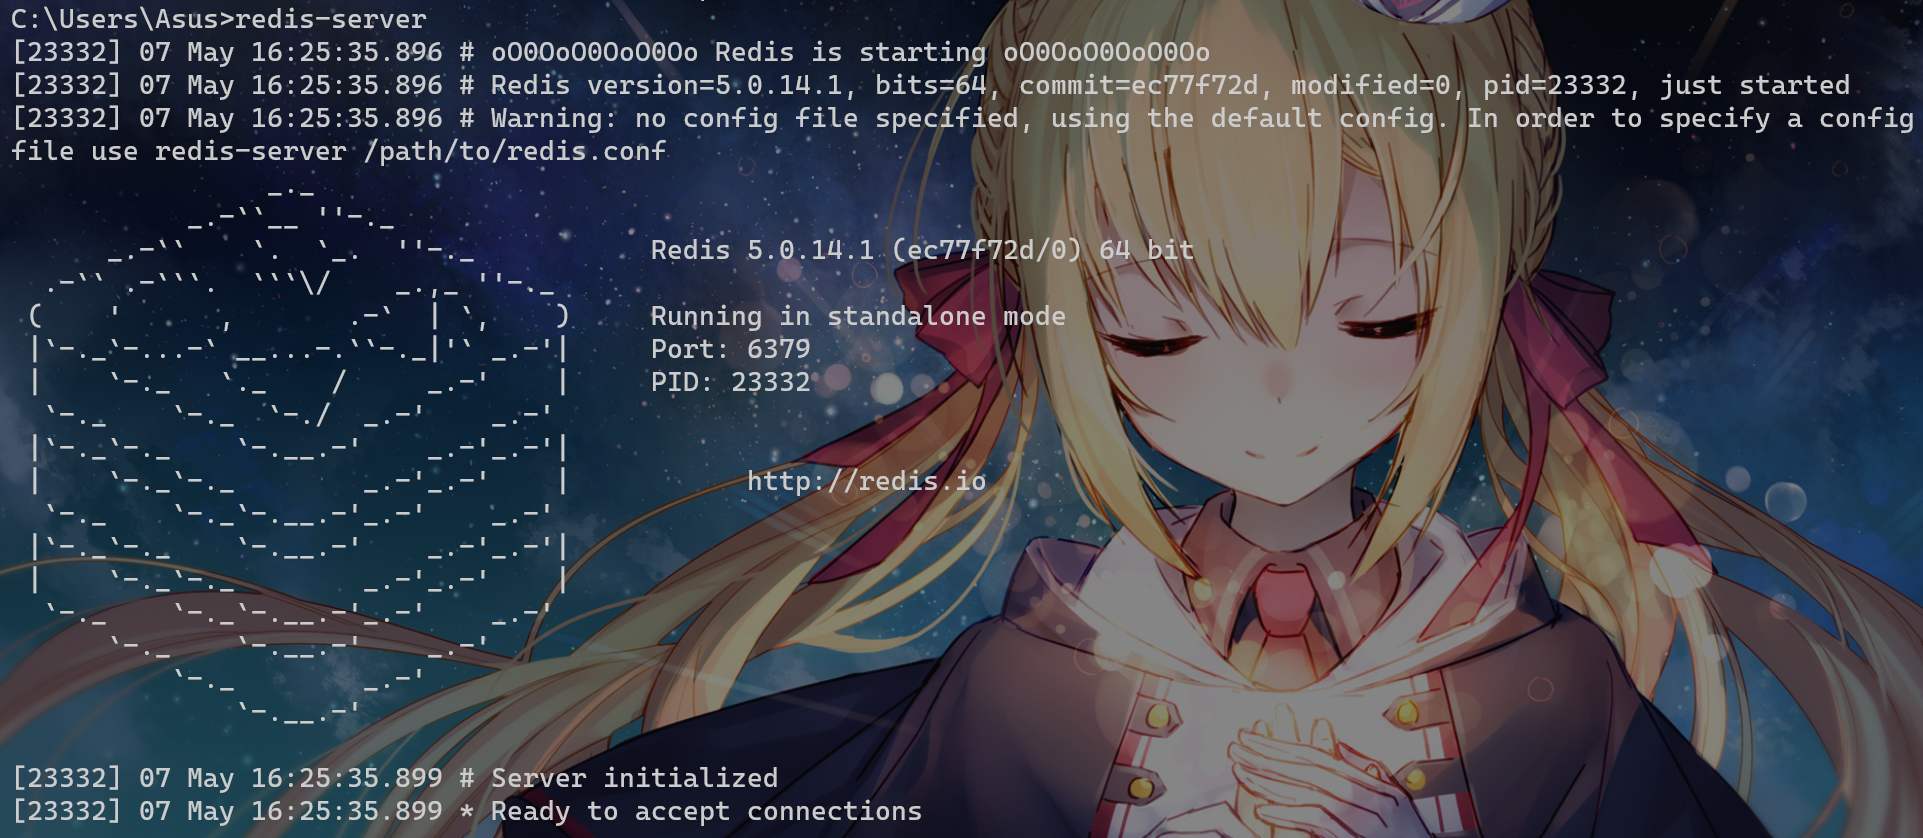 C:\Users\Asus>redis-server
[23332] 07 May 16:25:35.896 # oO0OoO0OoO0Oo Redis is starting oO0OoO0OoO0Oo
[23332] 07 May 16:25:35.896 # Redis version=5.0.14.1, bits=64, commit=ec77f72d, modified=0, pid=23332, just started
[23332] 07 May 16:25:35.896 # Warning: no config file specified, using the default config. In order to specify a config
file use redis-server /path/to/redis.conf
Redis 5.0.14.1 (ec77f72d/0) 64 bit
Running in standalone mode
Port: 6379
PID: 23332
http://redis.io
[23332] 07 May 16:25:35.899 # Server initialized
[23332] 07 May 16:25:35.899 * Ready to accept connections